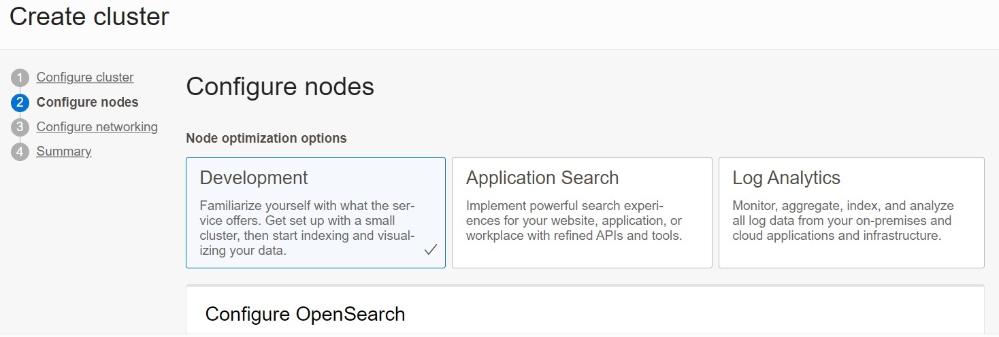 Create cluster
1 Configure cluster
2 Configure nodes
3 Configure networking
4 Summary
Configure nodes
Node optimization options
Development
Familiarize yourself with what the ser-
vice offers. Get set up with a small
cluster, then start indexing and visual-
izing your data.
Application Search
Implement powerful search experi-
ences for your website, application, or
workplace with refined APIs and tools.
Log Analytics
Monitor, aggregate, index, and analyze
all log data from your on-premises and
cloud applications and infrastructure.
Configure OpenSearch